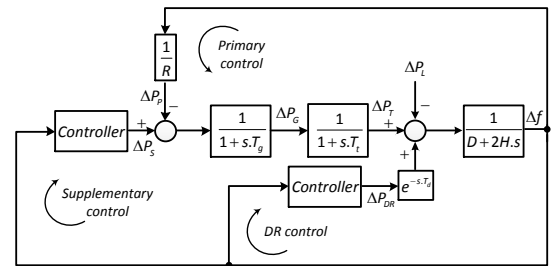 1
R
Primary
control
ΔP_P
−
ΔP_L
−
Controller
+
ΔP_S
1
1 + s.T_g
ΔP_G
1
1 + s.T_t
ΔP_T
+
+
1
D + 2H.s
Δf
Supplementary
control
Controller
ΔP_DR
e^{-s.T_d}
DR control